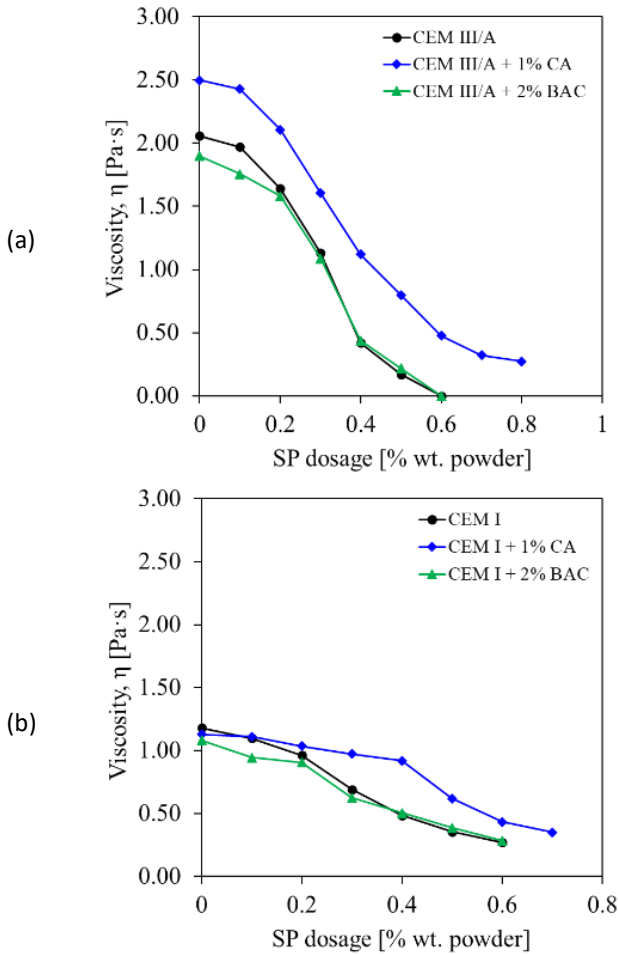 (a)
Viscosity, η [Pa·s]
3.00
2.50
2.00
1.50
1.00
0.50
0.00
CEM III/A
CEM III/A + 1% CA
CEM III/A + 2% BAC
0 0.2 0.4 0.6 0.8 1
SP dosage [% wt. powder]
(b)
Viscosity, η [Pa·s]
3.00
2.50
2.00
1.50
1.00
0.50
0.00
CEM I
CEM I + 1% CA
CEM I + 2% BAC
0 0.2 0.4 0.6 0.8
SP dosage [% wt. powder]